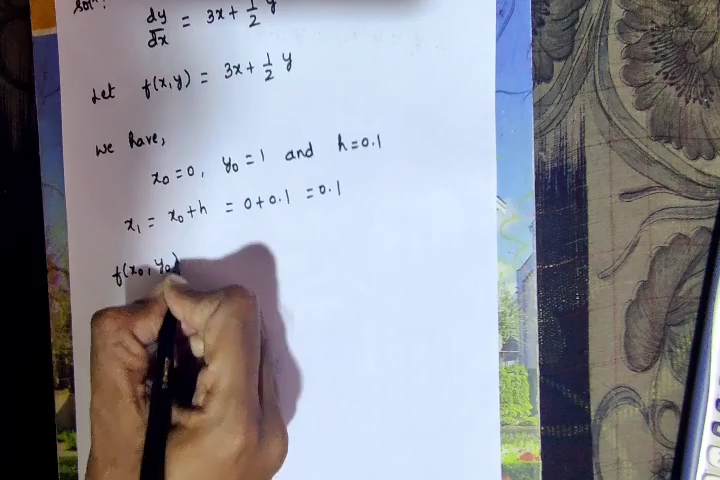 Solⁿ:
dy/dx = 3x + 1/2 y
Let f(x,y) = 3x + 1/2 y
We have,
x₀ = 0, y₀ = 1 and h = 0.1
x₁ = x₀ + h = 0 + 0.1 = 0.1
f(x₀, y₀)